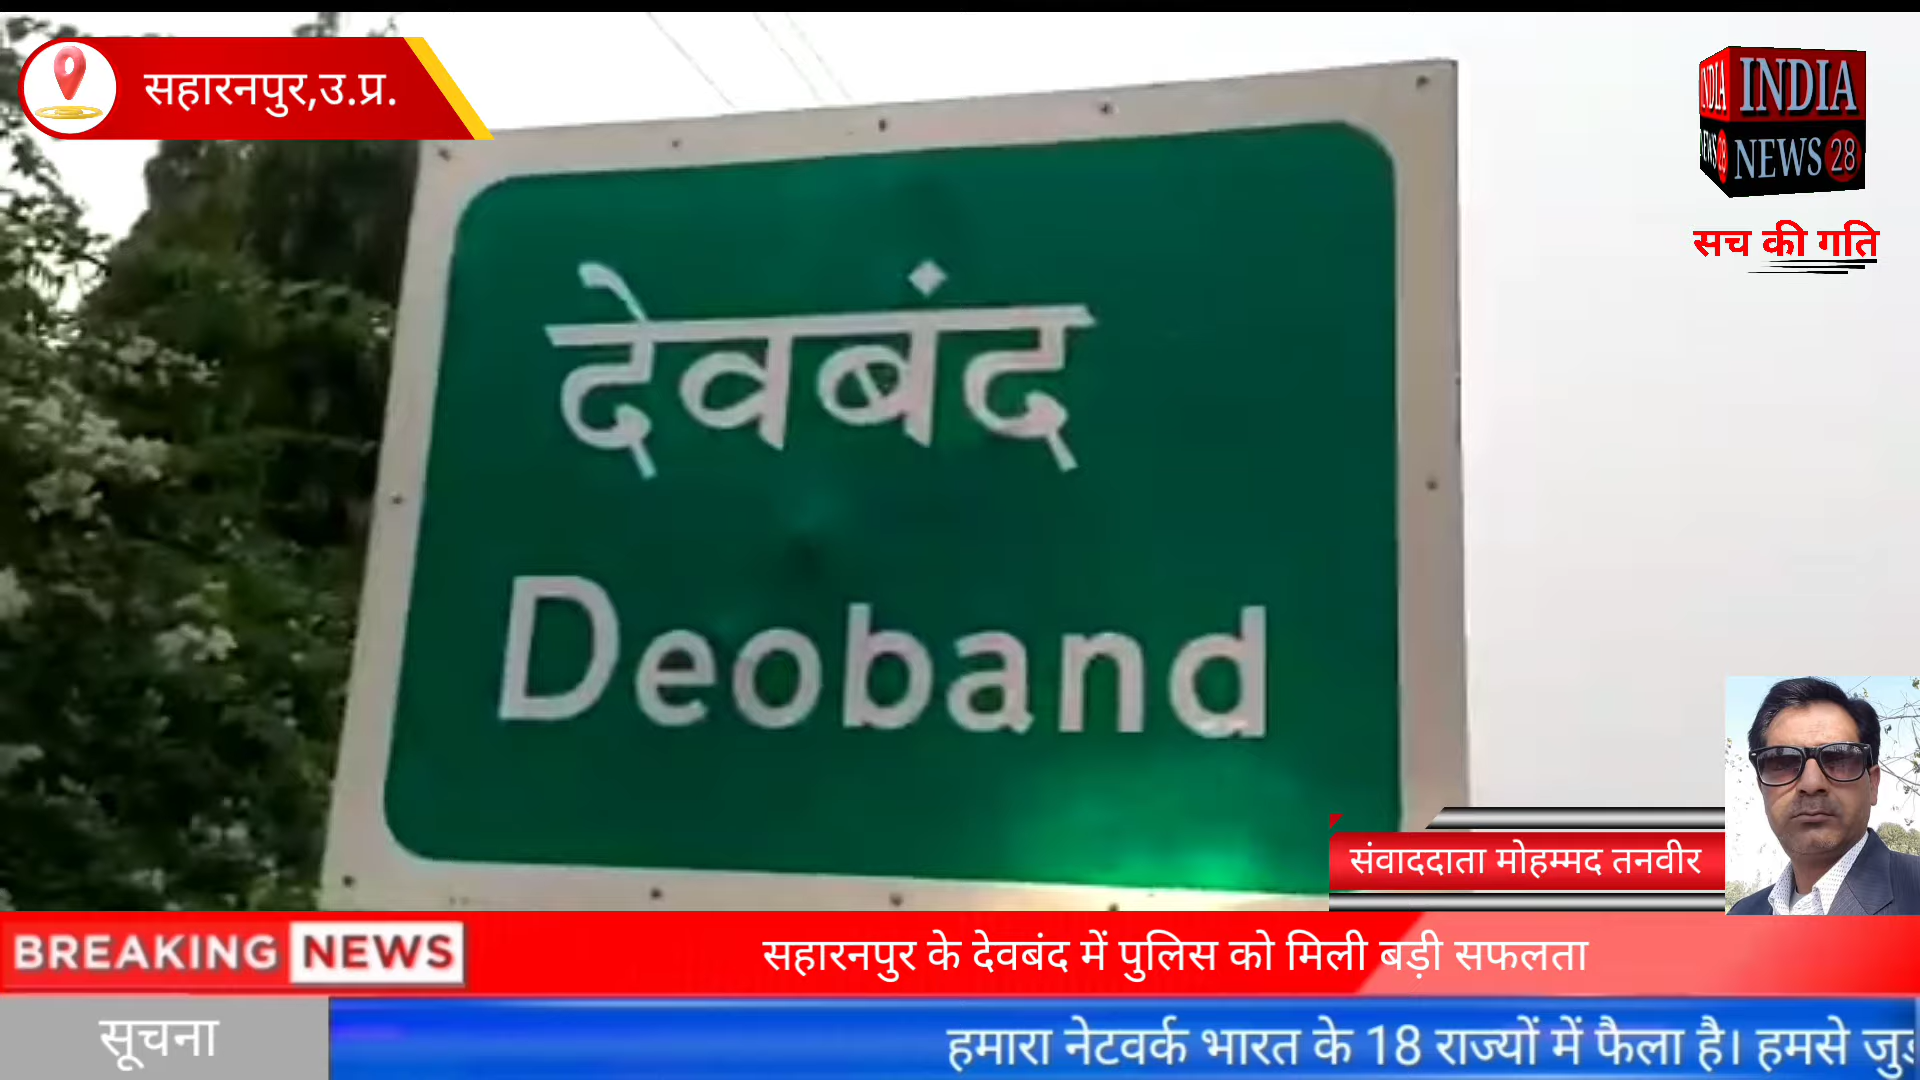 सहारनपुर,उ.प्र.
INDIA
NEWS 28
सच की गति
देवबंद
Deoband
संवाददाता मोहम्मद तनवीर
BREAKING NEWS
सहारनपुर के देवबंद में पुलिस को मिली बड़ी सफलता
सूचना
हमारा नेटवर्क भारत के 18 राज्यों में फैला है। हमसे